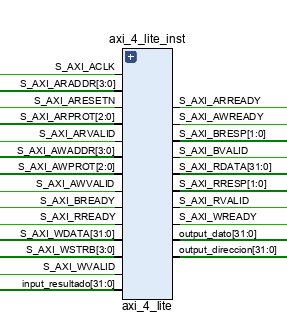 axi_4_lite_inst
S_AXI_ACLK
S_AXI_ARADDR[3:0]
S_AXI_ARESETN
S_AXI_ARPROT[2:0]
S_AXI_ARVALID
S_AXI_AWADDR[3:0]
S_AXI_AWPROT[2:0]
S_AXI_AWVALID
S_AXI_BREADY
S_AXI_RREADY
S_AXI_WDATA[31:0]
S_AXI_WSTRB[3:0]
S_AXI_WVALID
input_resultado[31:0]
S_AXI_ARREADY
S_AXI_AWREADY
S_AXI_BRESP[1:0]
S_AXI_BVALID
S_AXI_RDATA[31:0]
S_AXI_RRESP[1:0]
S_AXI_RVALID
S_AXI_WREADY
output_dato[31:0]
output_direccion[31:0]
axi_4_lite